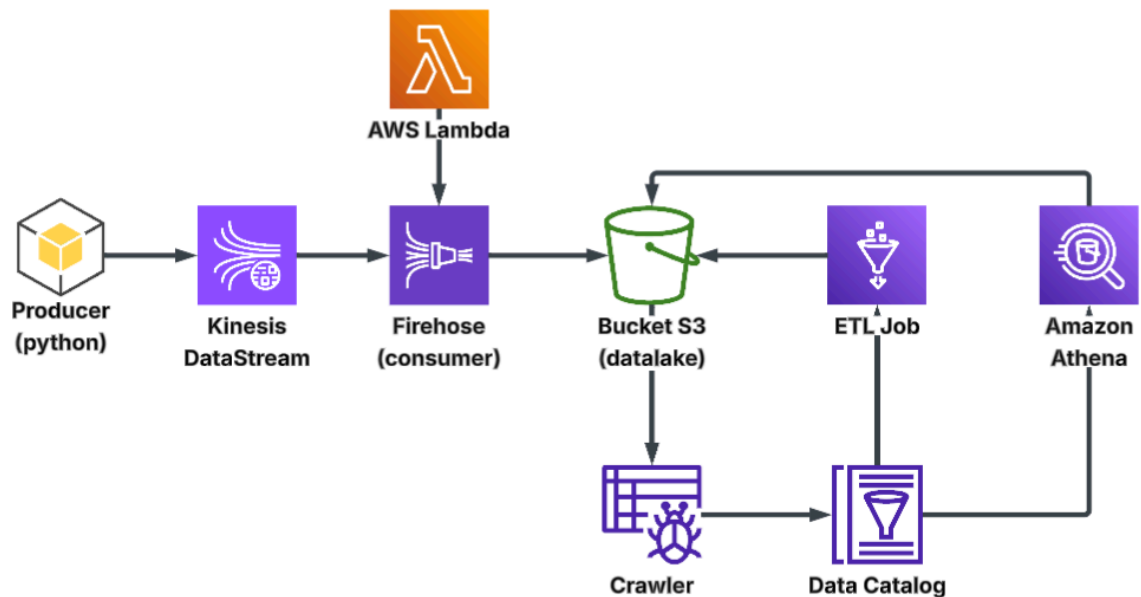 AWS Lambda
Producer
(python)
Kinesis
DataStream
Firehose
(consumer)
Bucket S3
(datalake)
ETL Job
Amazon
Athena
Crawler
Data Catalog